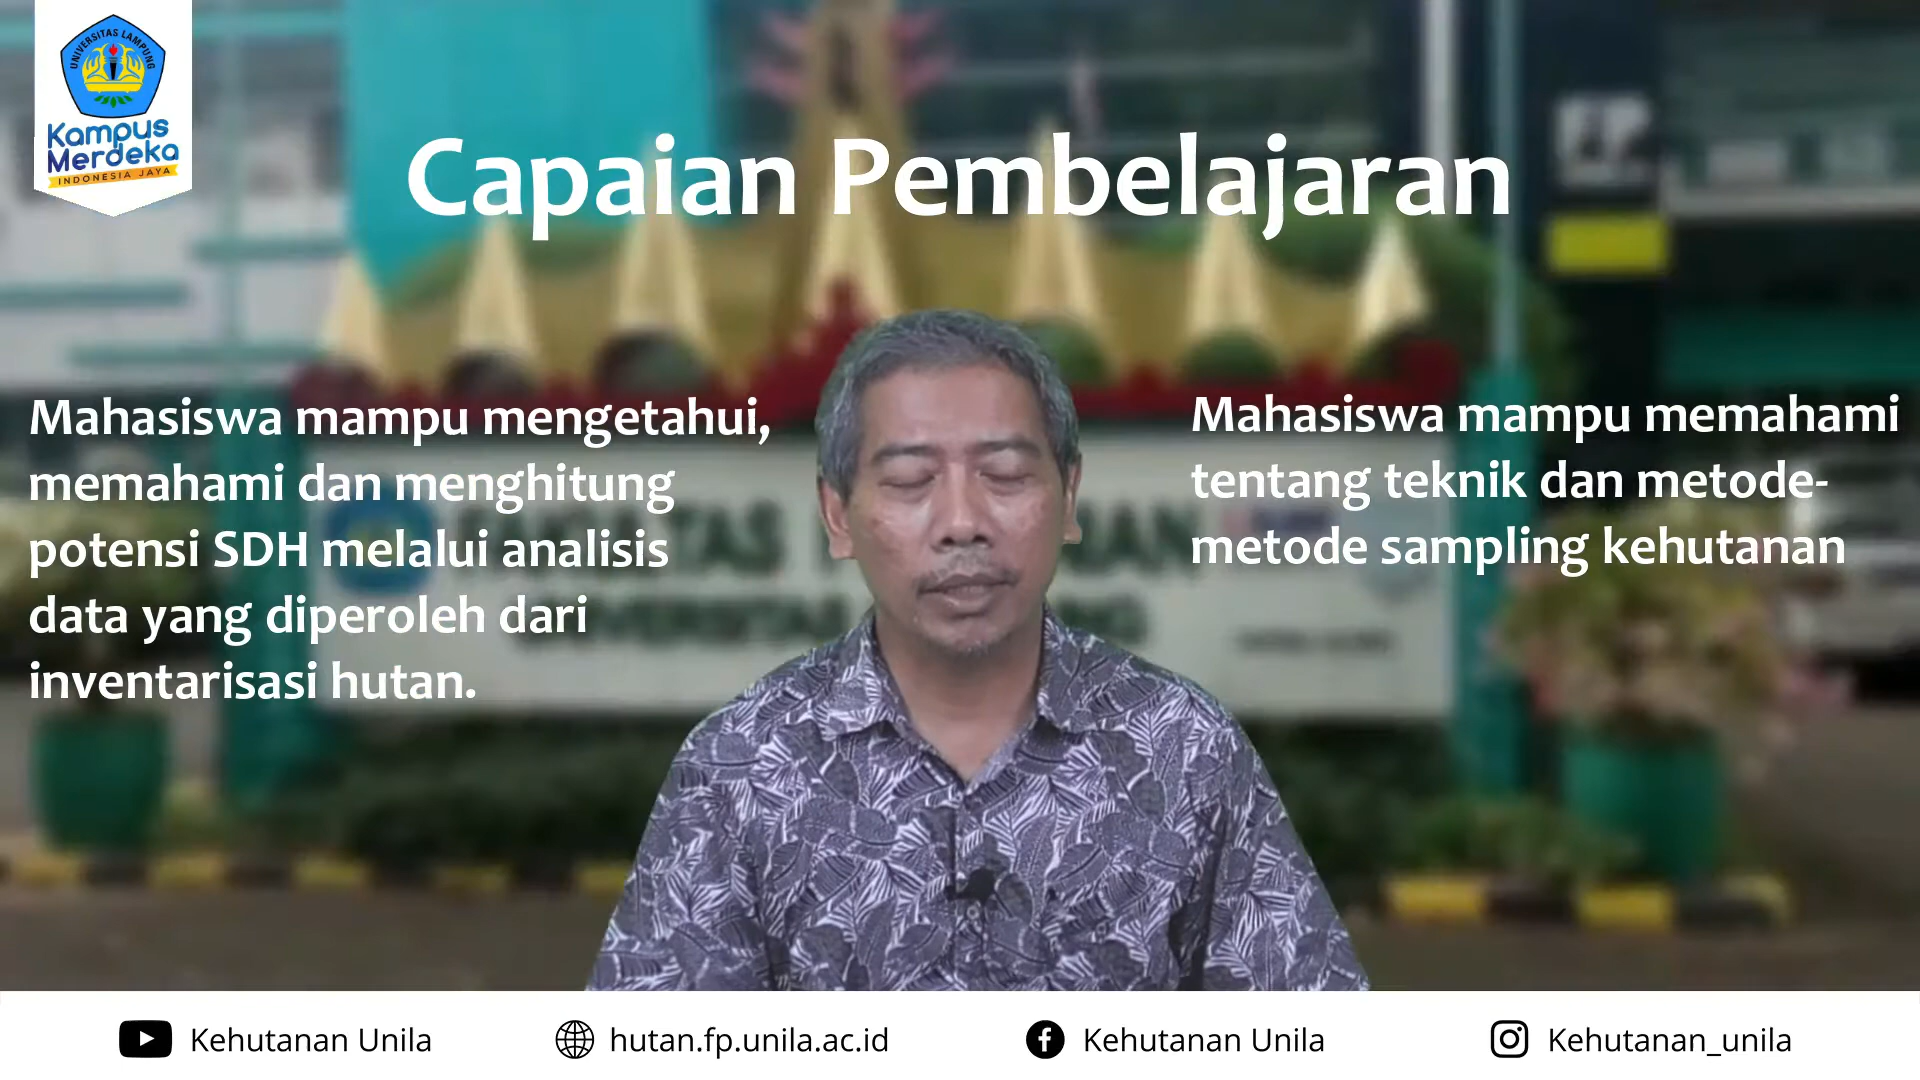 UNIVERSITAS LAMPUNG
Kampus
Merdeka
INDONESIA JAYA
Capaian Pembelajaran
Mahasiswa mampu mengetahui,
memahami dan menghitung
potensi SDH melalui analisis
data yang diperoleh dari
inventarisasi hutan.
Mahasiswa mampu memahami
tentang teknik dan metode-
metode sampling kehutanan
Kehutanan Unila
hutan.fp.unila.ac.id
Kehutanan Unila
Kehutanan_unila